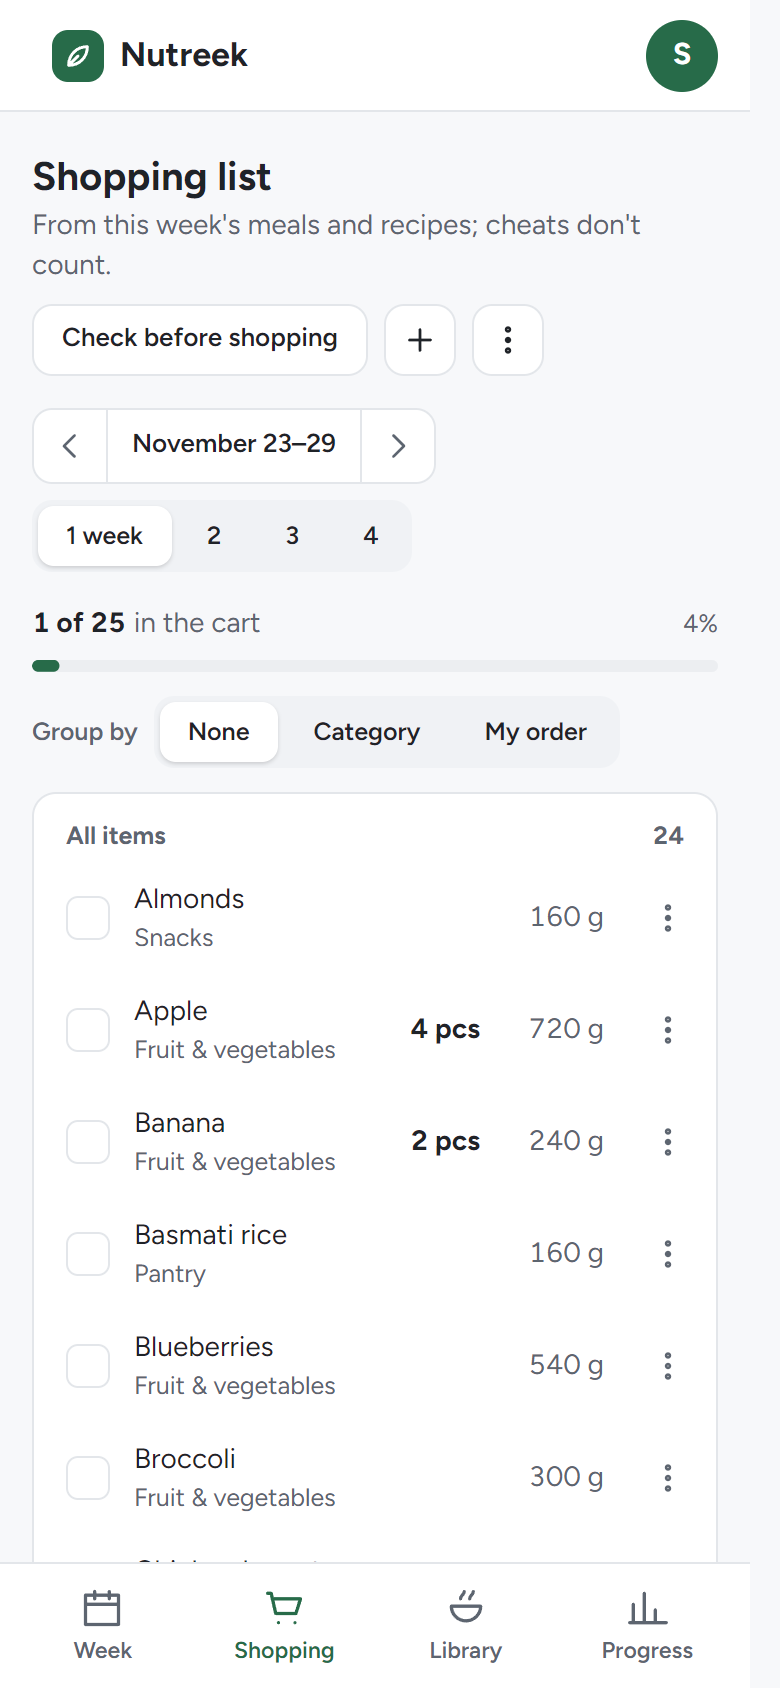 Nutreek
S
Shopping list
From this week's meals and recipes; cheats don't
count.
Check before shopping
November 23–29
1 week 2 3 4
1 of 25 in the cart 4%
Group by None Category My order
All items 24
Almonds
Snacks
160 g
Apple
Fruit & vegetables
4 pcs 720 g
Banana
Fruit & vegetables
2 pcs 240 g
Basmati rice
Pantry
160 g
Blueberries
Fruit & vegetables
540 g
Broccoli
Fruit & vegetables
300 g
Week Shopping Library Progress